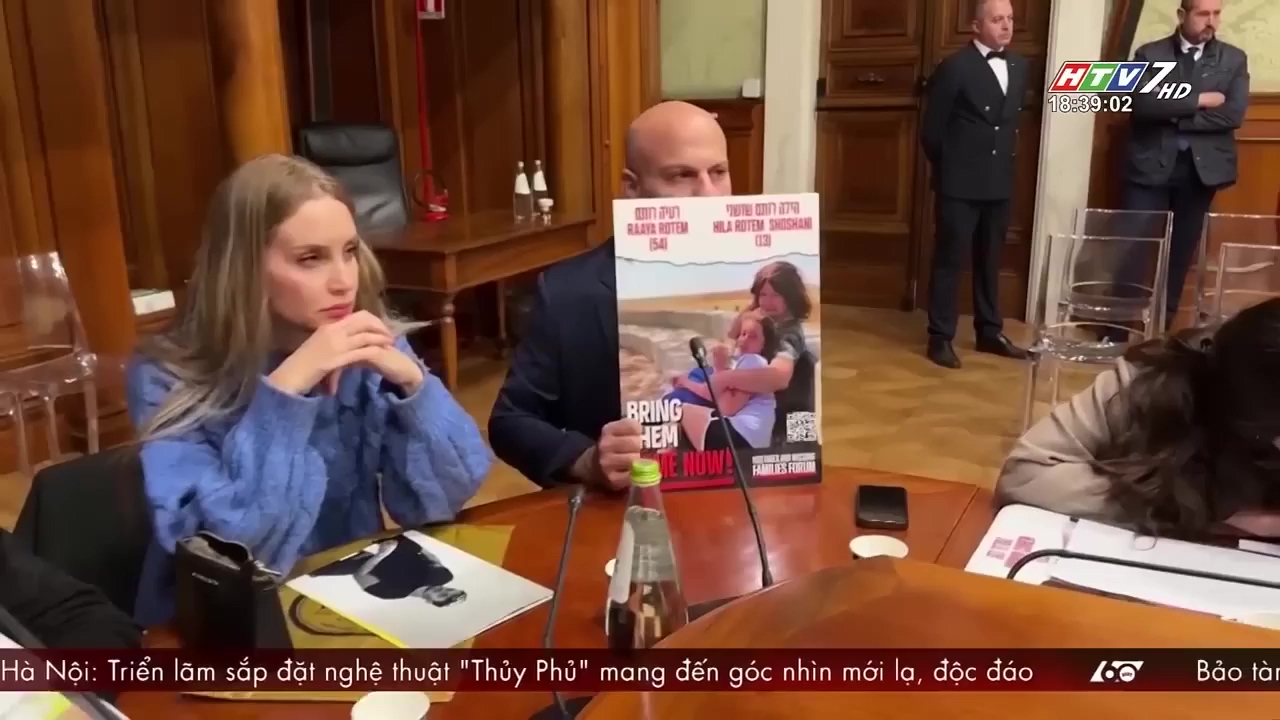 HTV7 HD
18:39:02
רעיה רותם
RAAYA ROTEM
(54)
הילה רותם שושני
HILA ROTEM SHOSHANI
(13)
BRING
HEM
ME NOW!
FAMILIES FORUM
Hà Nội: Triển lãm sắp đặt nghệ thuật "Thủy Phủ" mang đến góc nhìn mới lạ, độc đáo
60
Bảo tàn